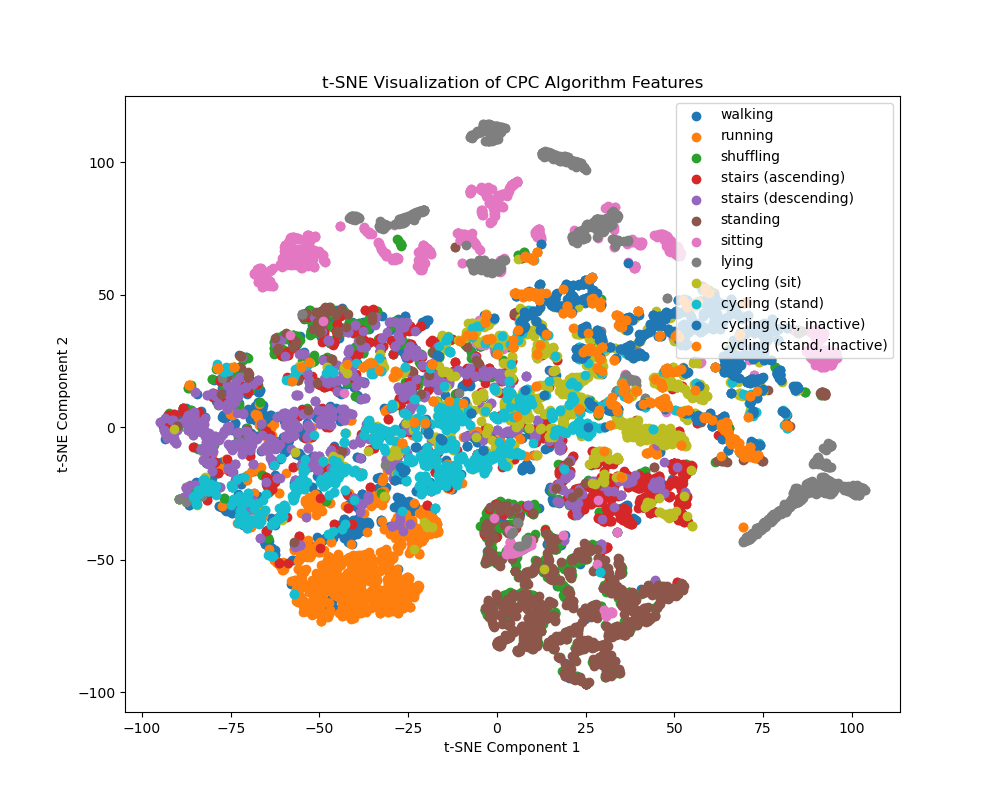 t-SNE Visualization of CPC Algorithm Features
walking
running
shuffling
stairs (ascending)
stairs (descending)
standing
sitting
lying
cycling (sit)
cycling (stand)
cycling (sit, inactive)
cycling (stand, inactive)
t-SNE Component 2
100
50
0
−50
−100
−100 −75 −50 −25 0 25 50 75 100
t-SNE Component 1